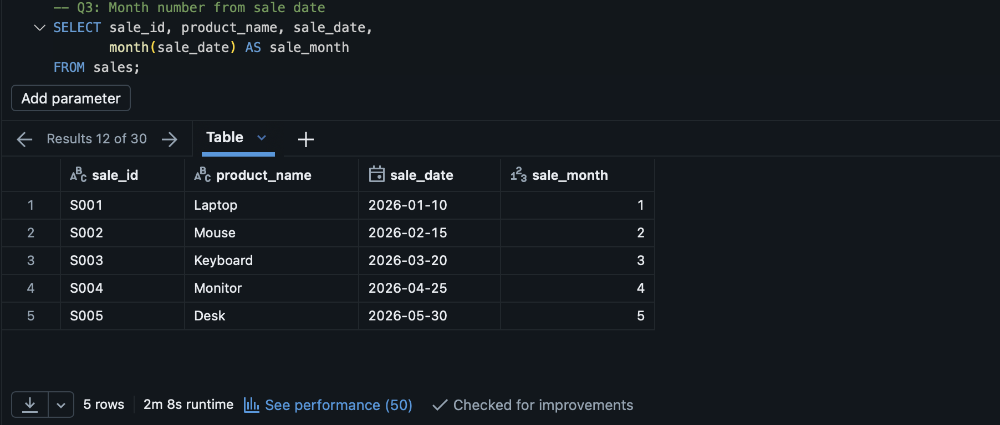 -- Q3: Month number from sale date
SELECT sale_id, product_name, sale_date,
month(sale_date) AS sale_month
FROM sales;
Add parameter
Results 12 of 30
Table
sale_id product_name sale_date sale_month
1 S001 Laptop 2026-01-10 1
2 S002 Mouse 2026-02-15 2
3 S003 Keyboard 2026-03-20 3
4 S004 Monitor 2026-04-25 4
5 S005 Desk 2026-05-30 5
5 rows 2m 8s runtime See performance (50) Checked for improvements